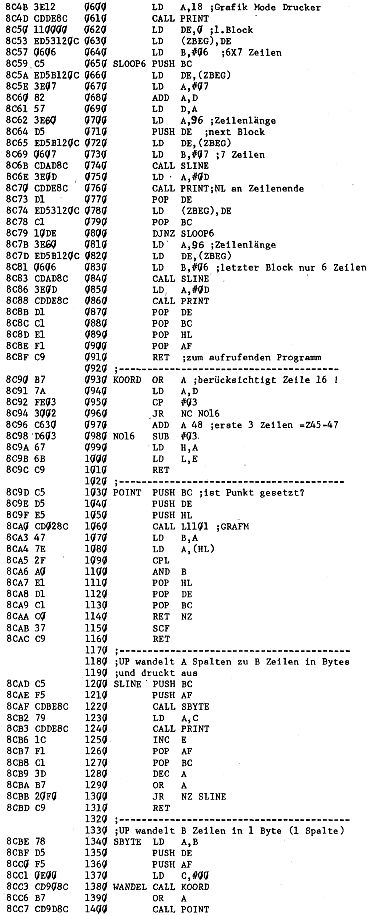 8C4B 3E12 0600 LD A,18 ;Grafik Mode Drucker
8C4D CDDE8C 0610 CALL PRINT
8C50 110000 0620 LD DE,0 ;1.Block
8C53 ED53120C 0630 LD (ZBEG),DE
8C57 0606 0640 LD B,#06 ;6X7 Zeilen
8C59 C5 0650 SLOOP6 PUSH BC
8C5A ED5B120C 0660 LD DE,(ZBEG)
8C5E 3E07 0670 LD A,#07
8C60 82 0680 ADD A,D
8C61 57 0690 LD D,A
8C62 3E60 0700 LD A,96 ;Zeilenlänge
8C64 D5 0710 PUSH DE ;next Block
8C65 ED5B120C 0720 LD DE,(ZBEG)
8C69 0607 0730 LD B,#07 ;7 Zeilen
8C6B CDAD8C 0740 CALL SLINE
8C6E 3E0D 0750 LD A,#0D
8C70 CDDE8C 0760 CALL PRINT;NL an Zeilenende
8C73 D1 0770 POP DE
8C74 ED53120C 0780 LD (ZBEG),DE
8C78 C1 0790 POP BC
8C79 10DE 0800 DJNZ SLOOP6
8C7B 3E60 0810 LD A,96 ;Zeilenlänge
8C7D ED5B120C 0820 LD DE,(ZBEG)
8C81 0606 0830 LD B,#06 ;letzter Block nur 6 Zeilen
8C83 CDAD8C 0840 CALL SLINE
8C86 3E0D 0850 LD A,#0D
8C88 CDDE8C 0860 CALL PRINT
8C8B D1 0870 POP DE
8C8C C1 0880 POP BC
8C8D E1 0890 POP HL
8C8E F1 0900 POP AF
8C8F C9 0910 RET ;zum aufrufenden Programm
0920 ;--------------------------------------
8C90 B7 0930 KOORD OR A ;berücksichtigt Zeile 16 !
8C91 7A 0940 LD A,D
8C92 FE03 0950 CP #03
8C94 3002 0960 JR NC NO16
8C96 C630 0970 ADD A 48 ;erste 3 Zeilen =Z45-47
8C98 D603 0980 NO16 SUB #03
8C9A 67 0990 LD H,A
8C9B 6B 1000 LD L,E
8C9C C9 1010 RET
1020 ;--------------------------------------
8C9D C5 1030 POINT PUSH BC ;ist Punkt gesetzt?
8C9E D5 1040 PUSH DE
8C9F E5 1050 PUSH HL
8CA0 CD028C 1060 CALL L1101 ;GRAFM
8CA3 47 1070 LD B,A
8CA4 7E 1080 LD A,(HL)
8CA5 2F 1090 CPL
8CA6 A0 1100 AND B
8CA7 E1 1110 POP HL
8CA8 D1 1120 POP DE
8CA9 C1 1130 POP BC
8CAA C0 1140 RET NZ
8CAB 37 1150 SCF
8CAC C9 1160 RET
1170 ;--------------------------------------
1180 ;UP wandelt A Spalten zu B Zeilen in Bytes
1190 ;und druckt aus
8CAD C5 1200 SLINE PUSH BC
8CAE F5 1210 PUSH AF
8CAF CDBE8C 1220 CALL SBYTE
8CB2 79 1230 LD A,C
8CB3 CDDE8C 1240 CALL PRINT
8CB6 1C 1250 INC E
8CB7 F1 1260 POP AF
8CB8 C1 1270 POP BC
8CB9 3D 1280 DEC A
8CBA B7 1290 OR A
8CBB 20F0 1300 JR NZ SLINE
8CBD C9 1310 RET
1320 ;--------------------------------------
1330 ;UP wandelt B Zeilen in 1 Byte (1 Spalte)
8CBE 78 1340 SBYTE LD A,B
8CBF D5 1350 PUSH DE
8CC0 F5 1360 PUSH AF
8CC1 0E00 1370 LD C,#00
8CC3 CD908C 1380 WANDEL CALL KOORD
8CC6 B7 1390 OR A
8CC7 CD9D8C 1400 CALL POINT